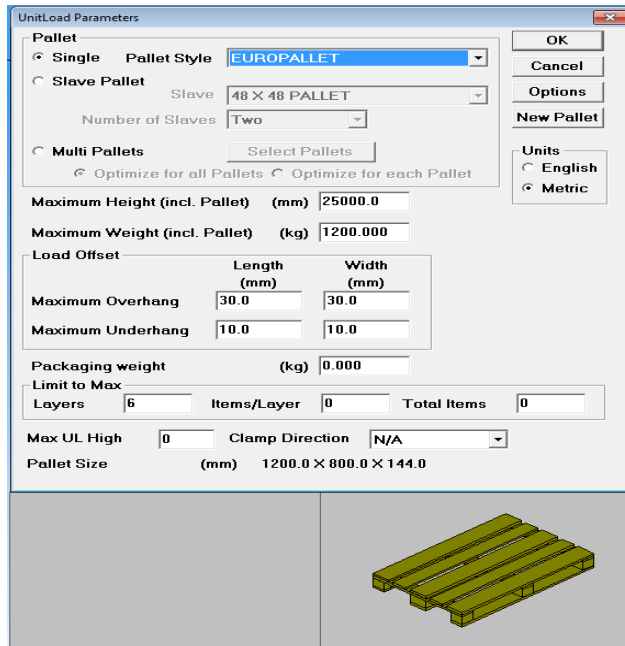 UnitLoad Parameters
Pallet
Single Pallet Style EUROPALLET
OK
Slave Pallet
Cancel
Slave 48 X 48 PALLET
Options
Number of Slaves Two
New Pallet
Multi Pallets Select Pallets
Optimize for all Pallets Optimize for each Pallet
Units
English
Metric
Maximum Height (incl. Pallet) (mm) 25000.0
Maximum Weight (incl. Pallet) (kg) 1200.000
Load Offset
Length Width
(mm) (mm)
Maximum Overhang 30.0 30.0
Maximum Underhang 10.0 10.0
Packaging weight (kg) 0.000
Limit to Max
Layers 6 Items/Layer 0 Total Items 0
Max UL High 0 Clamp Direction N/A
Pallet Size (mm) 1200.0 X 800.0 X 144.0